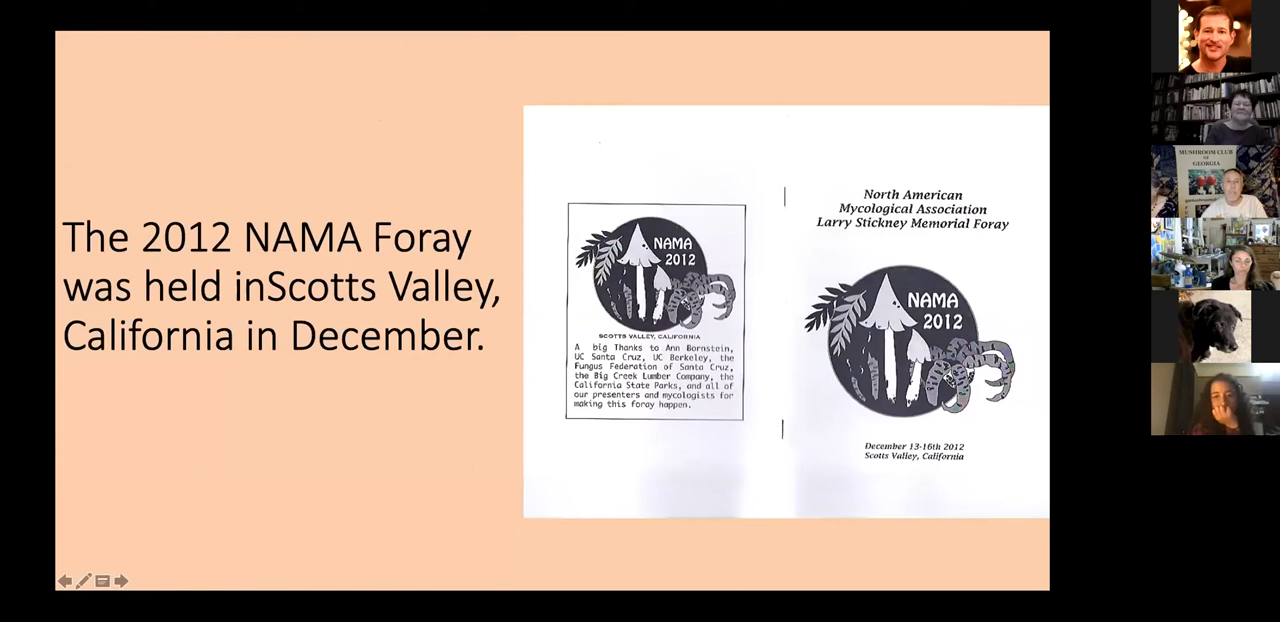 The 2012 NAMA Foray
was held inScotts Valley,
California in December.
NAMA
2012
SCOTTS VALLEY, CALIFORNIA
A big Thanks to Ann Bornstein,
UC Santa Cruz, UC Berkeley, the
Fungus Federation of Santa Cruz,
the Big Creek Lumber Company, the
California State Parks, and all of
our presenters and mycologists for
making this foray happen.
North American
Mycological Association
Larry Stickney Memorial Foray
NAMA
2012
December 13-16th 2012
Scotts Valley, California
MUSHROOM CLUB
OF
GEORGIA